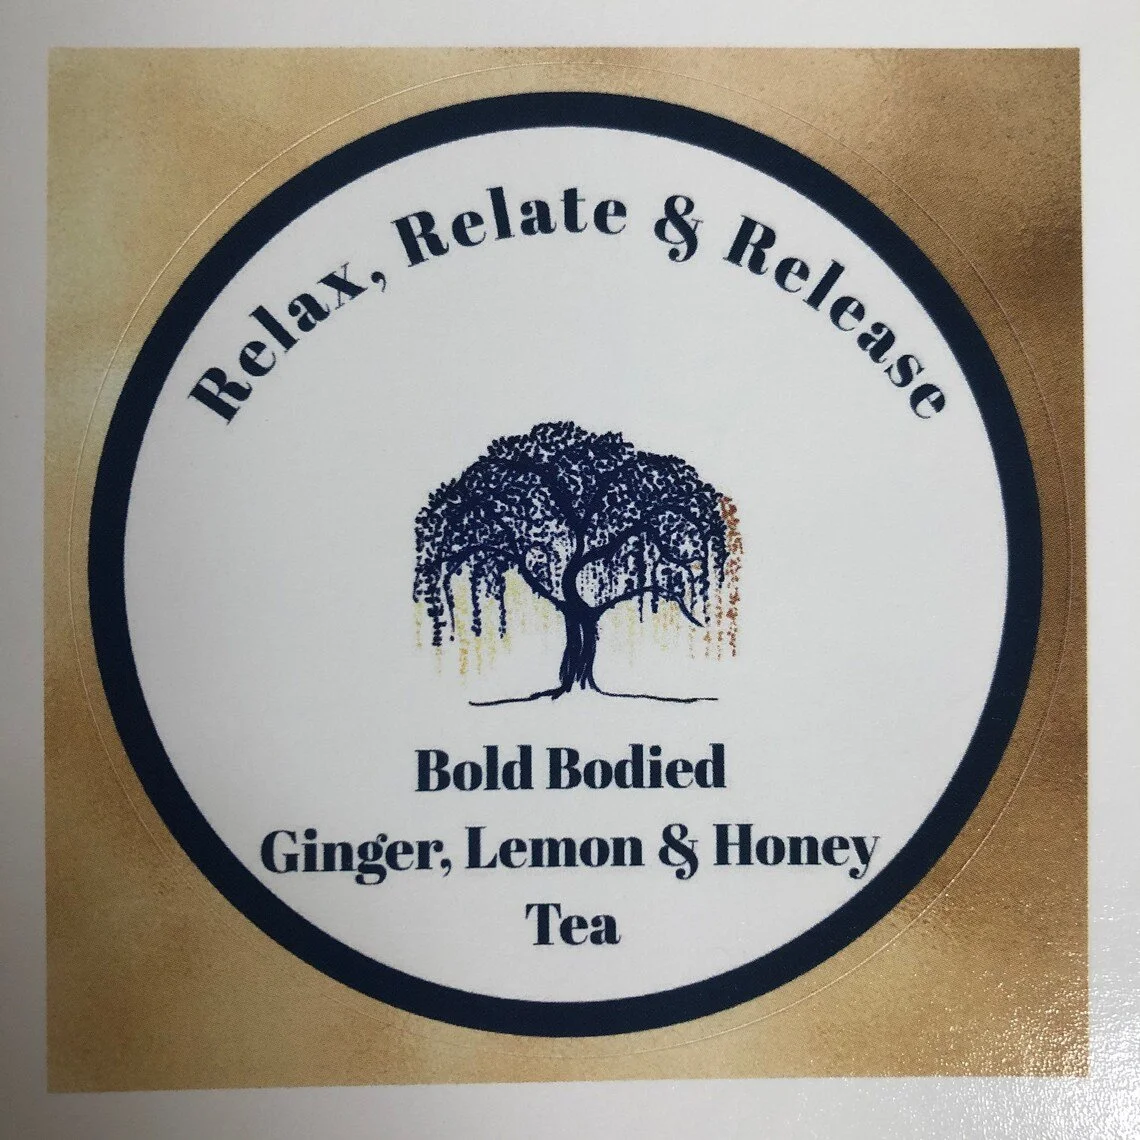 Relax, Relate & Release
Bold Bodied
Ginger, Lemon & Honey
Tea